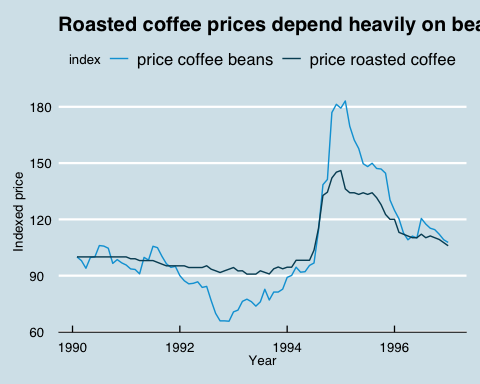 Roasted coffee prices depend heavily on bea
index price coffee beans price roasted coffee
180
150
120
90
60
Indexed price
1990 1992 1994 1996
Year